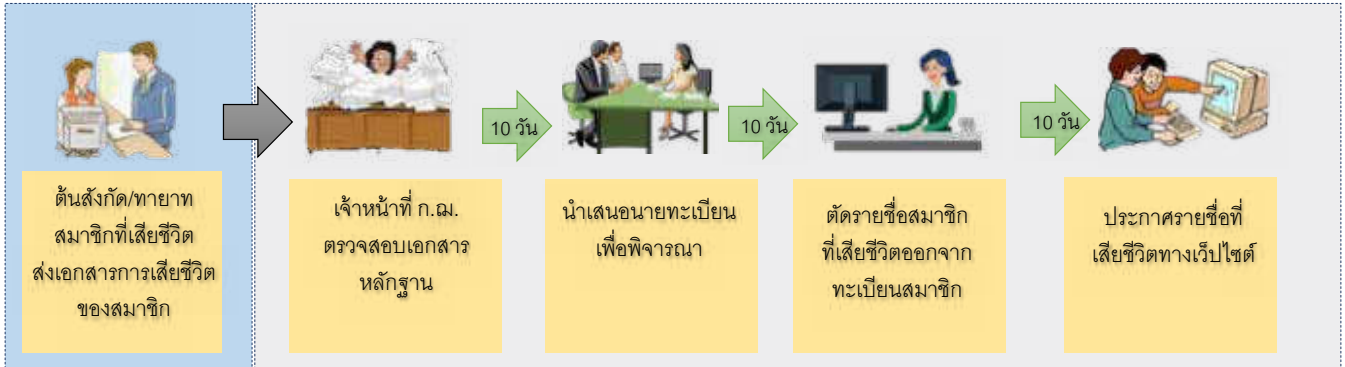 ต้นสังกัด/ทายาท
สมาชิกที่เสียชีวิต
ส่งเอกสารการเสียชีวิต
ของสมาชิก
เจ้าหน้าที่ ก.ฌ.
ตรวจสอบเอกสาร
หลักฐาน
10 วัน
นำเสนอนายทะเบียน
เพื่อพิจารณา
10 วัน
ตัดรายชื่อสมาชิก
ที่เสียชีวิตออกจาก
ทะเบียนสมาชิก
10 วัน
ประกาศรายชื่อที่
เสียชีวิตทางเว็ปไซต์